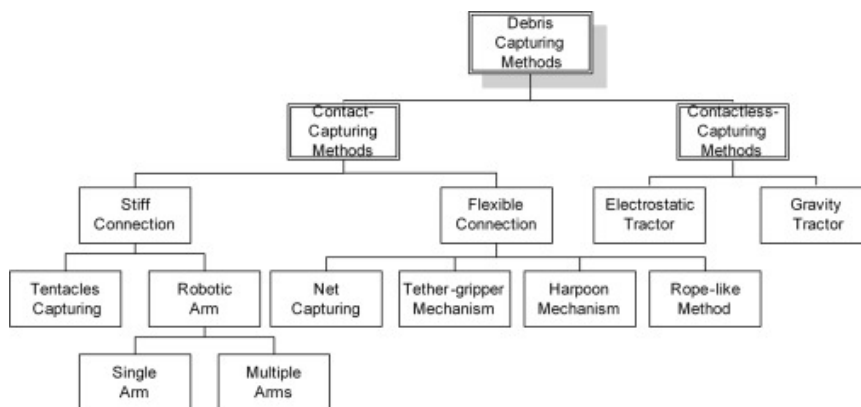 Debris
Capturing
Methods
Contact-
Capturing
Methods
Contactless-
Capturing
Methods
Stiff
Connection
Flexible
Connection
Electrostatic
Tractor
Gravity
Tractor
Tentacles
Capturing
Robotic
Arm
Net
Capturing
Tether-gripper
Mechanism
Harpoon
Mechanism
Rope-like
Method
Single
Arm
Multiple
Arms